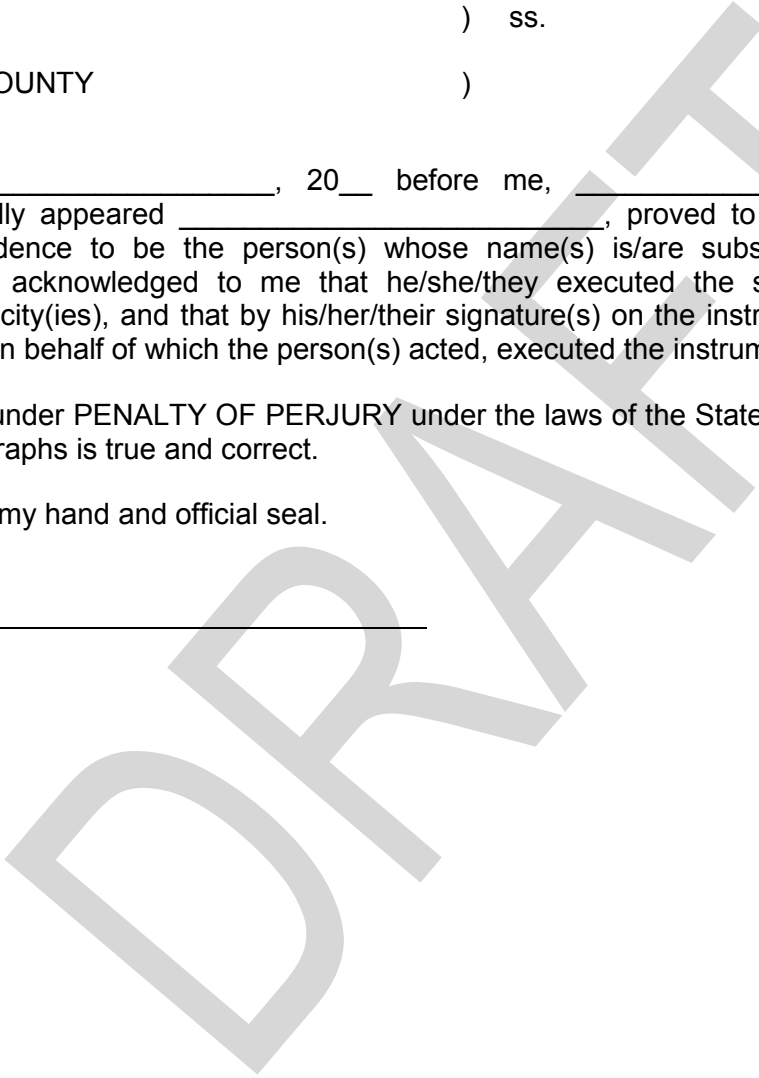 ) ss.
OUNTY )
__________________, 20__ before me, ____________
lly appeared __________________________, proved to
dence to be the person(s) whose name(s) is/are subs
acknowledged to me that he/she/they executed the s
city(ies), and that by his/her/their signature(s) on the instr
n behalf of which the person(s) acted, executed the instrum
under PENALTY OF PERJURY under the laws of the State
raphs is true and correct.
my hand and official seal.
DRAFT